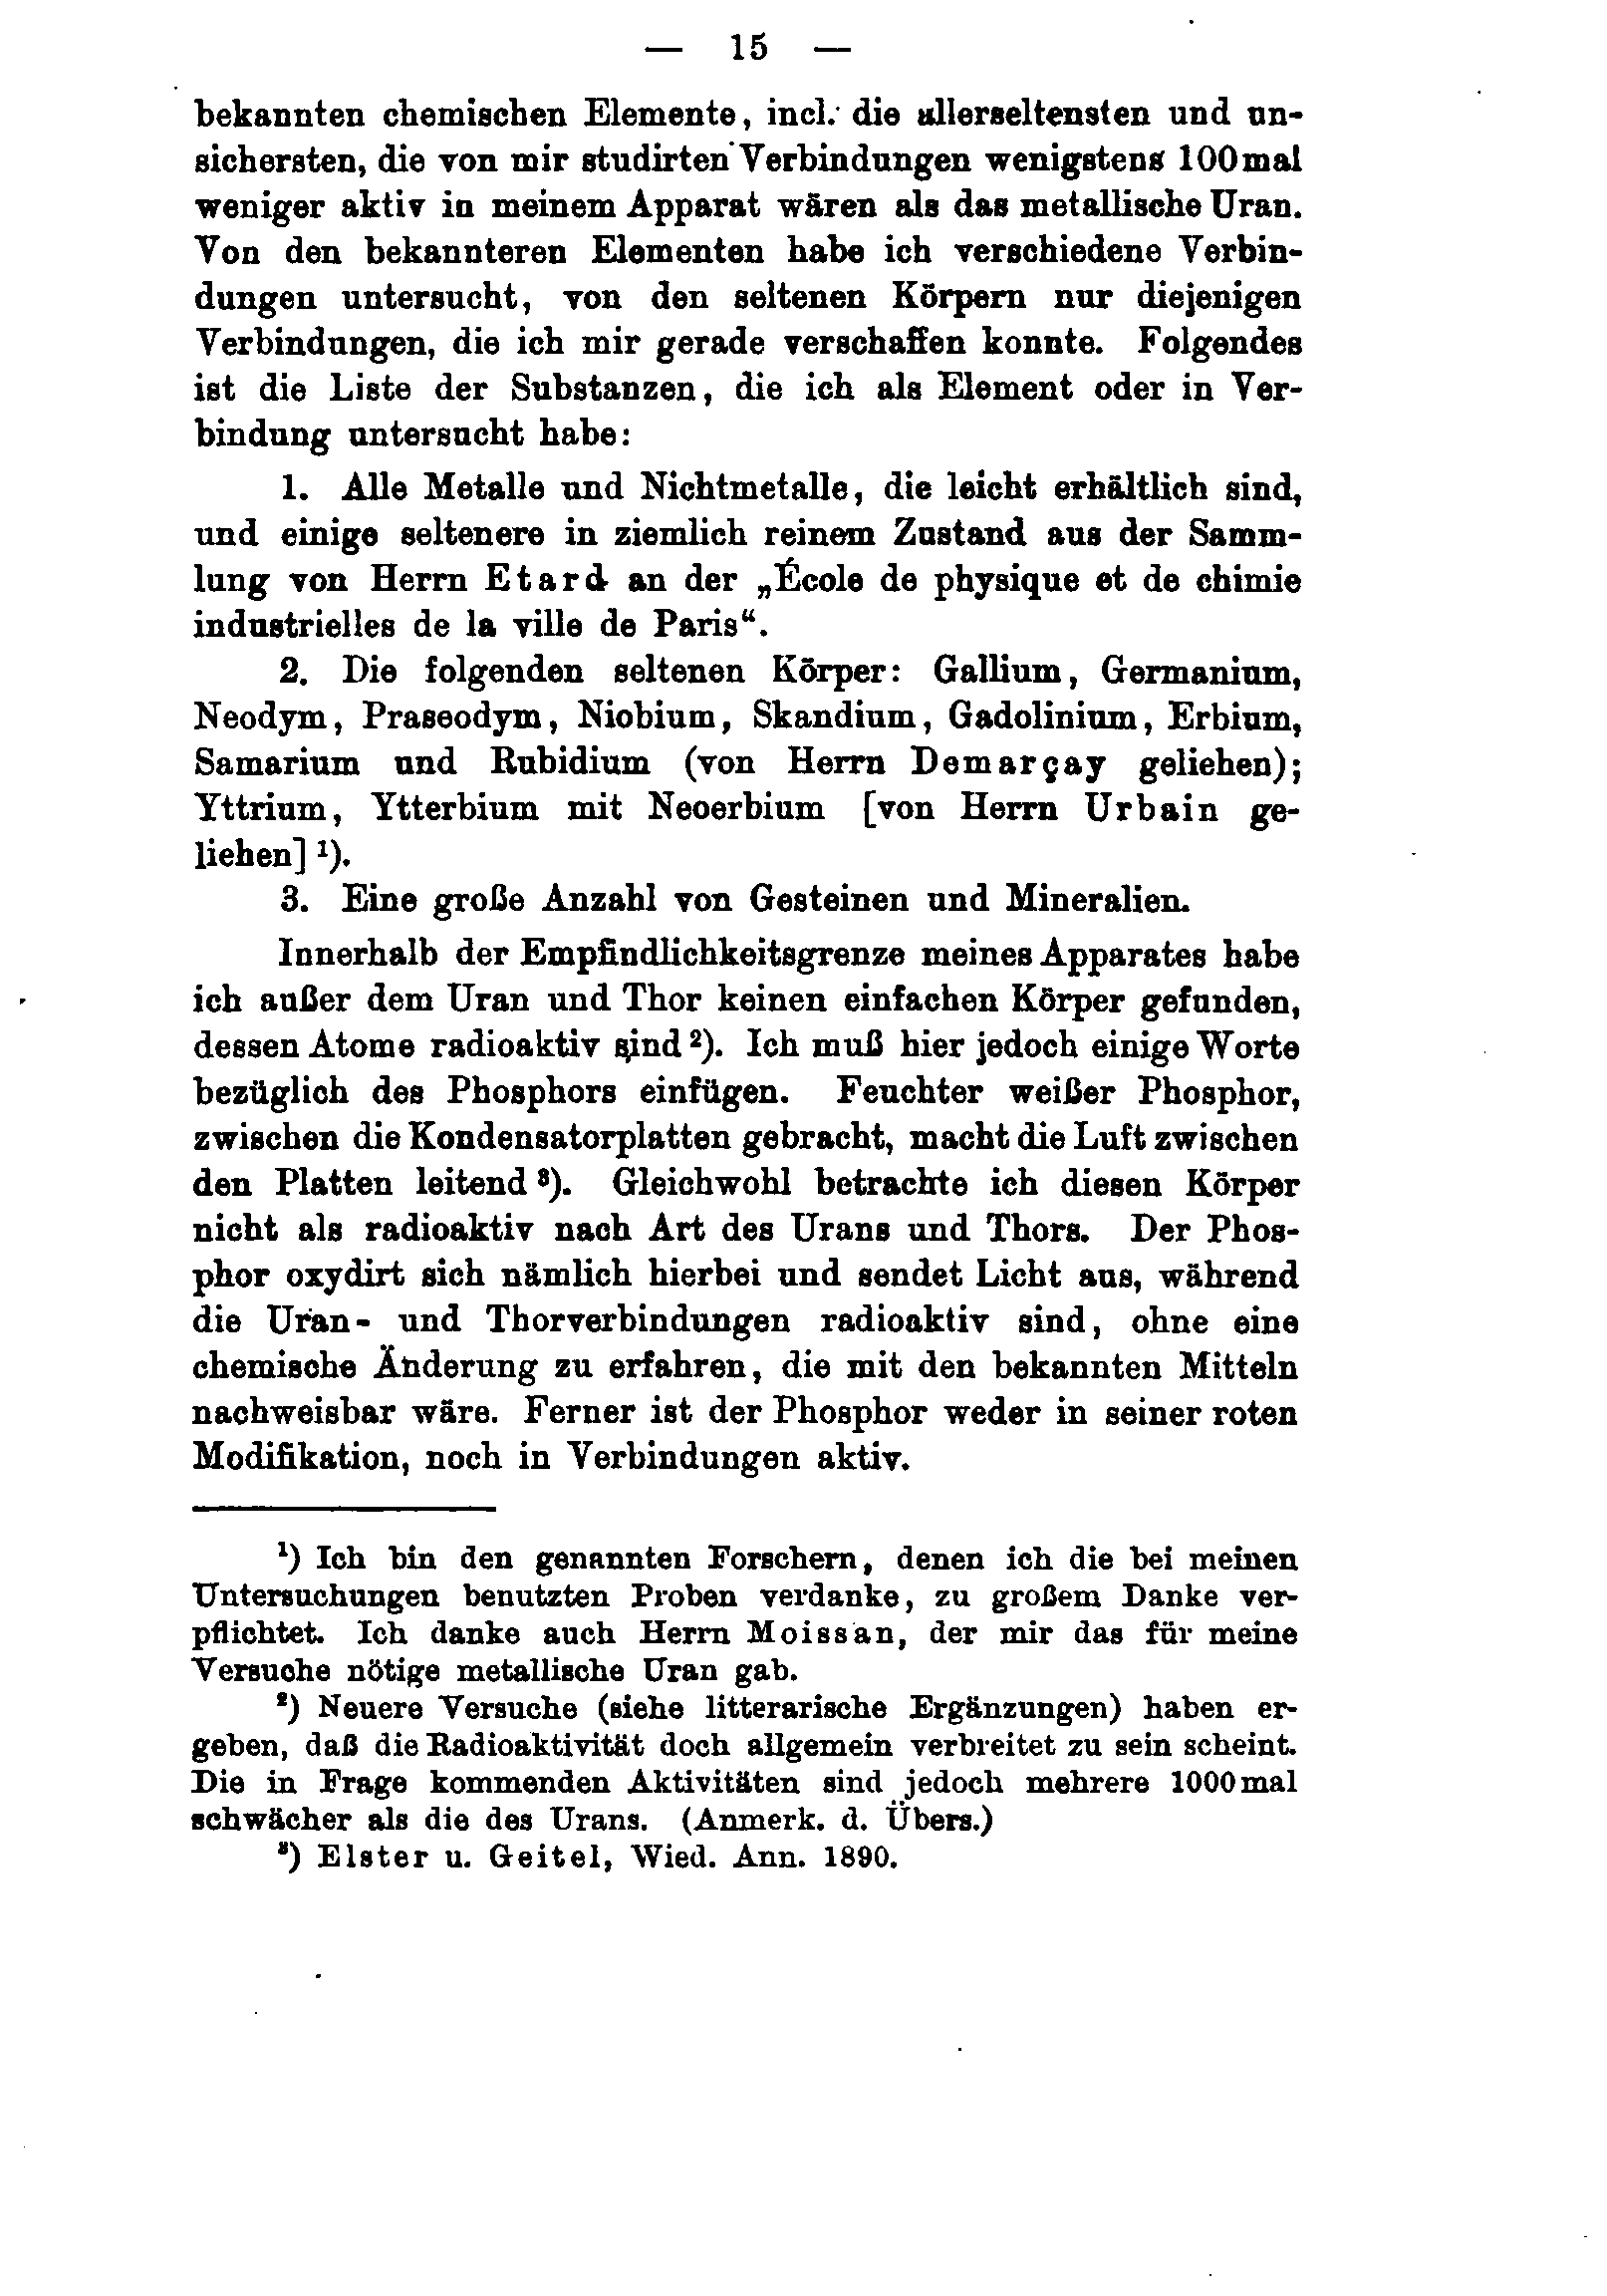 — 15 —
bekannten chemischen Elemente, incl. die allerseltensten und un-
sichersten, die von mir studirten Verbindungen wenigstens 100mal
weniger aktiv in meinem Apparat wären als das metallische Uran.
Von den bekannteren Elementen habe ich verschiedene Verbin-
dungen untersucht, von den seltenen Körpern nur diejenigen
Verbindungen, die ich mir gerade verschaffen konnte. Folgendes
ist die Liste der Substanzen, die ich als Element oder in Ver-
bindung untersucht habe:
1. Alle Metalle und Nichtmetalle, die leicht erhältlich sind,
und einige seltenere in ziemlich reinem Zustand aus der Samm-
lung von Herrn Etard an der „École de physique et de chimie
industrielles de la ville de Paris“.
2. Die folgenden seltenen Körper: Gallium, Germanium,
Neodym, Praseodym, Niobium, Skandium, Gadolinium, Erbium,
Samarium und Rubidium (von Herrn Demarçay geliehen);
Yttrium, Ytterbium mit Neoerbium [von Herrn Urbain ge-
liehen] ¹).
3. Eine große Anzahl von Gesteinen und Mineralien.
Innerhalb der Empfindlichkeitsgrenze meines Apparates habe
ich außer dem Uran und Thor keinen einfachen Körper gefunden,
dessen Atome radioaktiv sind ²). Ich muß hier jedoch einige Worte
bezüglich des Phosphors einfügen. Feuchter weißer Phosphor,
zwischen die Kondensatorplatten gebracht, macht die Luft zwischen
den Platten leitend ³). Gleichwohl betrachte ich diesen Körper
nicht als radioaktiv nach Art des Urans und Thors. Der Phos-
phor oxydirt sich nämlich hierbei und sendet Licht aus, während
die Uran- und Thorverbindungen radioaktiv sind, ohne eine
chemische Änderung zu erfahren, die mit den bekannten Mitteln
nachweisbar wäre. Ferner ist der Phosphor weder in seiner roten
Modifikation, noch in Verbindungen aktiv.
¹) Ich bin den genannten Forschern, denen ich die bei meinen
Untersuchungen benutzten Proben verdanke, zu großem Danke ver-
pflichtet. Ich danke auch Herrn Moissan, der mir das für meine
Versuche nötige metallische Uran gab.
²) Neuere Versuche (siehe litterarische Ergänzungen) haben er-
geben, daß die Radioaktivität doch allgemein verbreitet zu sein scheint.
Die in Frage kommenden Aktivitäten sind jedoch mehrere 1000mal
schwächer als die des Urans. (Anmerk. d. Übers.)
³) Elster u. Geitel, Wied. Ann. 1890.